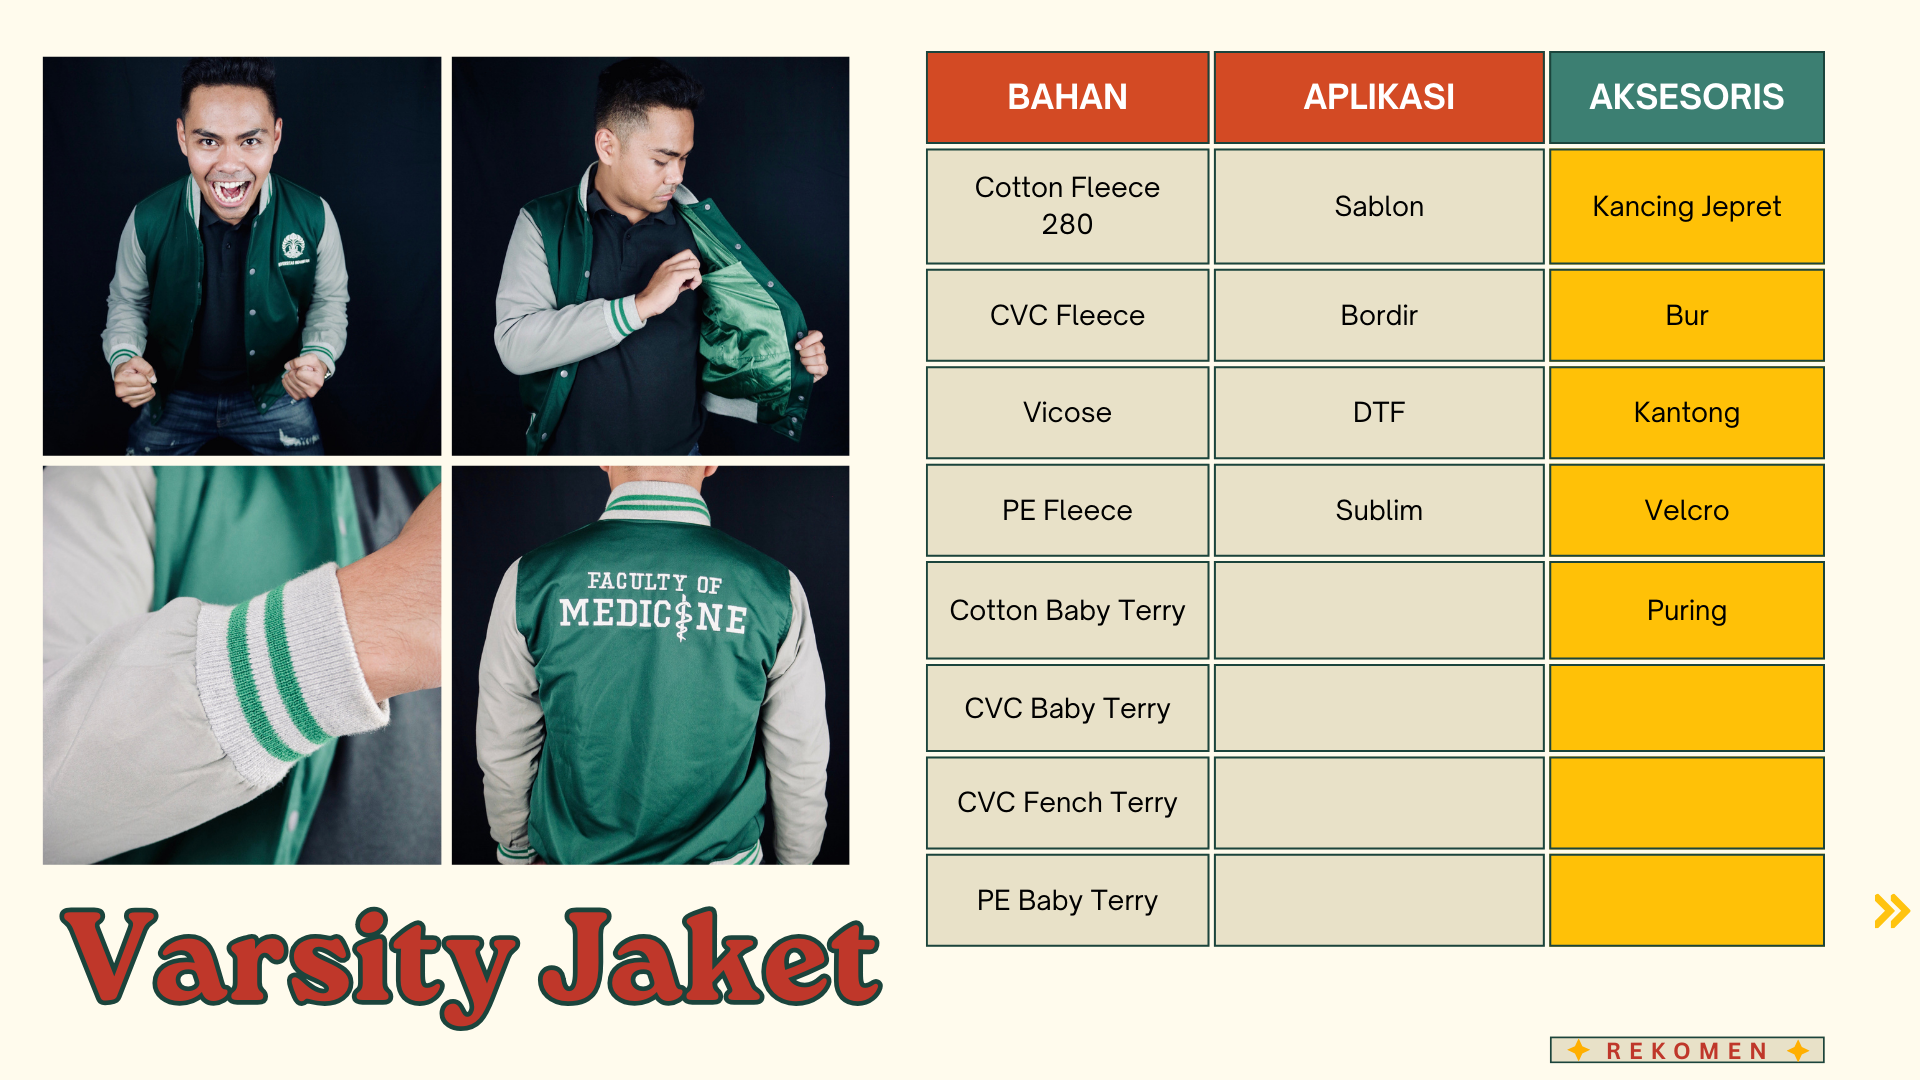 BAHAN APLIKASI AKSESORIS
Cotton Fleece
280
Sablon
Kancing Jepret
CVC Fleece Bordir Bur
Vicose DTF Kantong
PE Fleece Sublim Velcro
Cotton Baby Terry Puring
CVC Baby Terry
CVC Fench Terry
PE Baby Terry
FACULTY OF
MEDICINE
Varsity Jaket
REKOMEN